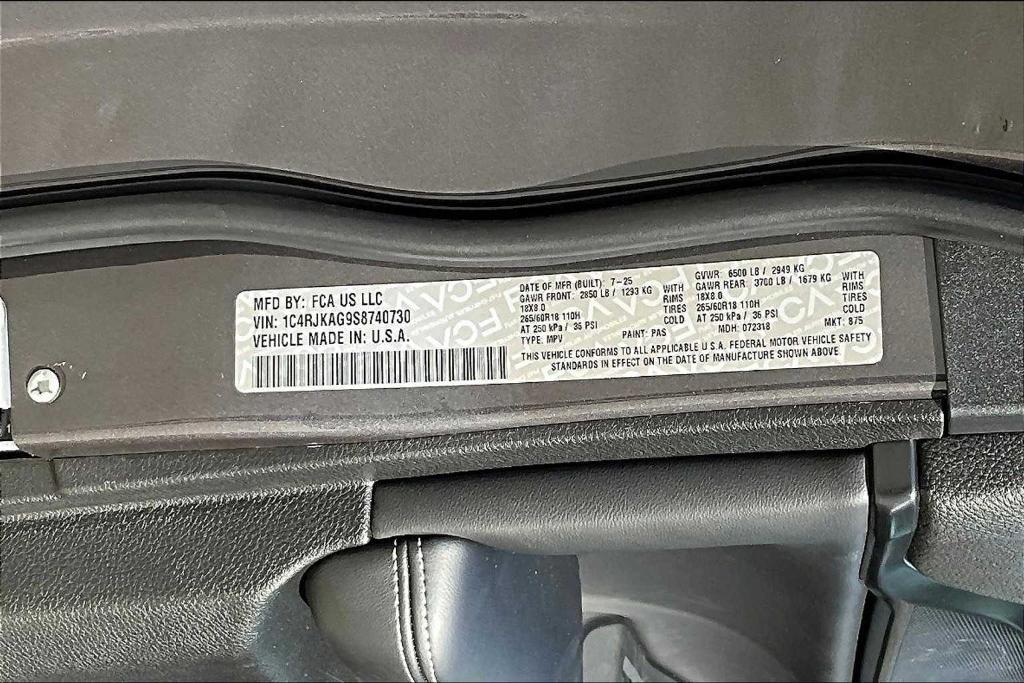 MFD BY: FCA US LLC
VIN: 1C4RJKAG9S8740730
VEHICLE MADE IN: U.S.A.
DATE OF MFR (BUILT): 7-25
GAWR FRONT: 2850 LB / 1293 KG WITH
18X8.0 RIMS
265/60R18 110H TIRES
AT 250 kPa / 36 PSI COLD
TYPE: MPV PAINT: PAS
GVWR: 6500 LB / 2949 KG
GAWR REAR: 3700 LB / 1679 KG WITH
18X8.0 RIMS
265/60R18 110H TIRES
AT 250 kPa / 36 PSI COLD
MDH: 072318 MKT: 875
THIS VEHICLE CONFORMS TO ALL APPLICABLE U.S.A. FEDERAL MOTOR VEHICLE SAFETY
STANDARDS IN EFFECT ON THE DATE OF MANUFACTURE SHOWN ABOVE.